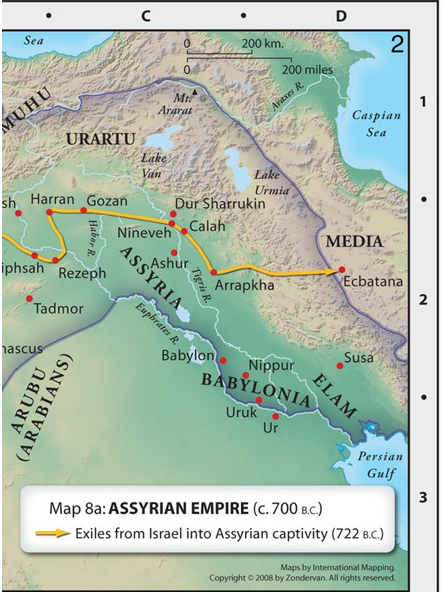 C
D
Sea
0
200 km.
2
0
200 miles
Mt.
Ararat
Araxes R.
1
MUHU
Caspian
Sea
URARTU
Lake
Van
Lake
Urmia
sh
Harran
Gozan
Dur Sharrukin
Habor R.
Nineveh
Calah
MEDIA
iphsah
Rezeph
ASSYRIA
Ashur
Tigris R.
Arrapkha
Ecbatana
2
Tadmor
Euphrates R.
mascus
Babylon
Nippur
Susa
ARUBU
(ARABIANS)
BABYLONIA
ELAM
Uruk
Ur
Persian
Gulf
3
Map 8a: ASSYRIAN EMPIRE (c. 700 B.C.)
Exiles from Israel into Assyrian captivity (722 B.C.)
Maps by International Mapping.
Copyright © 2008 by Zondervan. All rights reserved.